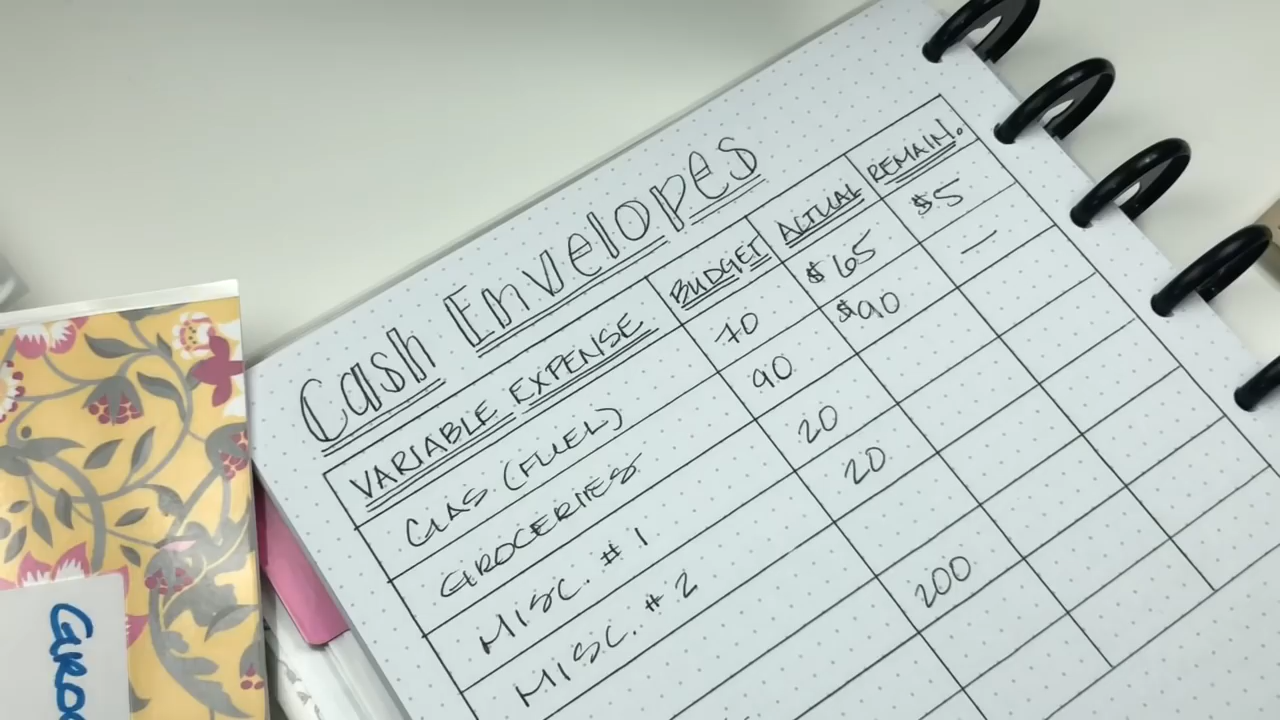 Cash Envelopes
VARIABLE EXPENSE BUDGET ACTUAL REMAIN.
GAS (FUEL) 70 $65 $5
GROCERIES 90 $90 —
MISC. #1 20
MISC. #2 20
200